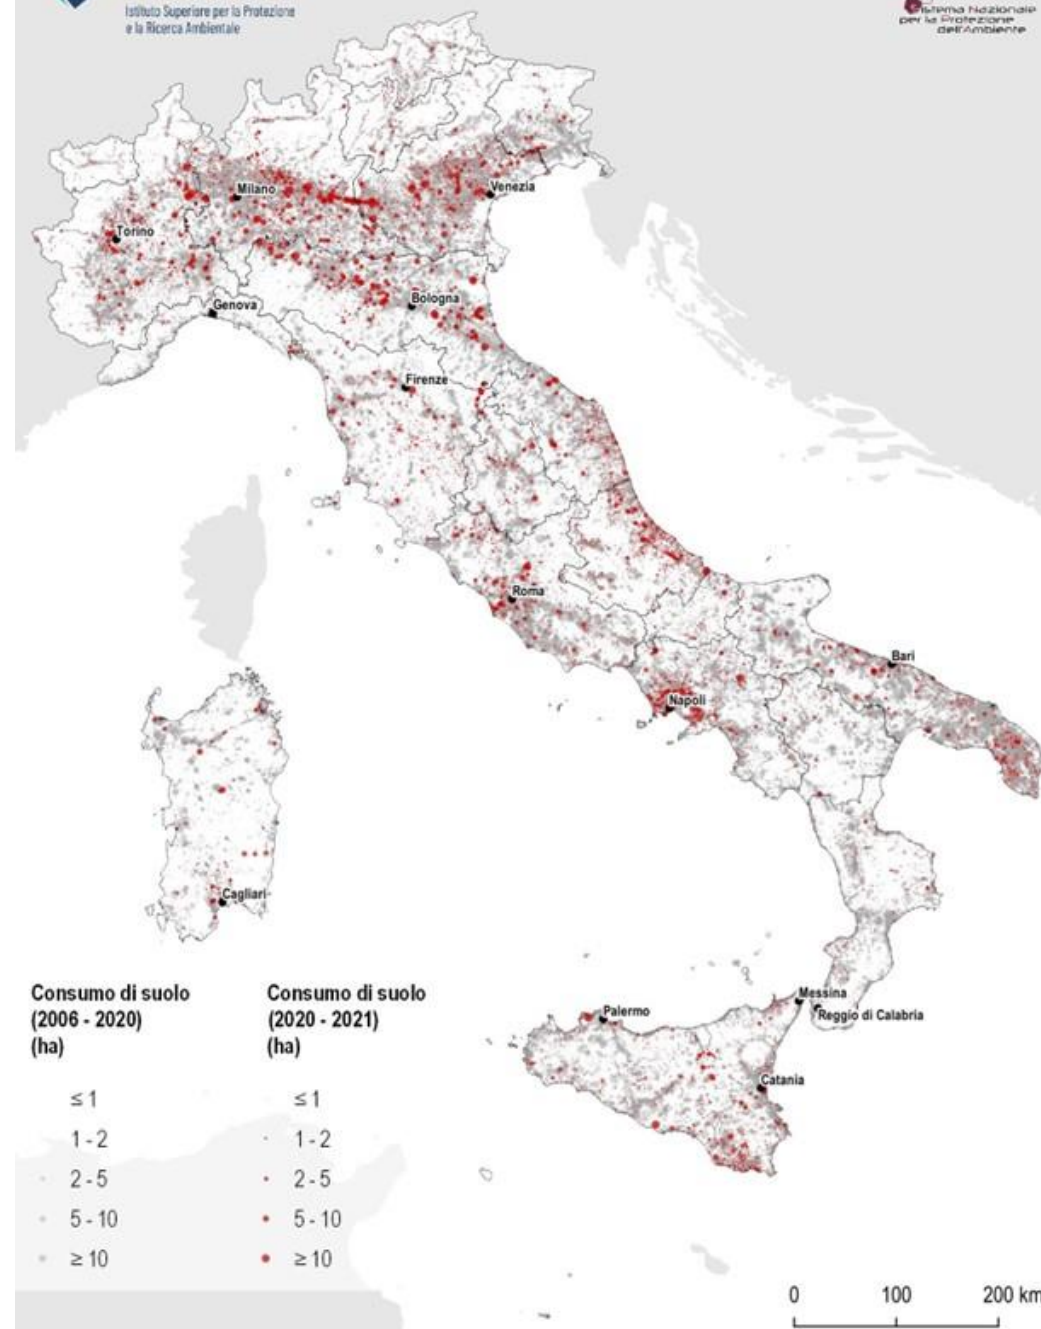 Istituto Superiore per la Protezione
e la Ricerca Ambientale
Sistema Nazionale
per la Protezione
dell'Ambiente
Milano
Venezia
Torino
Genova
Bologna
Firenze
Roma
Bari
Napoli
Cagliari
Messina
Palermo
Reggio di Calabria
Catania
Consumo di suolo
(2006 - 2020)
(ha)
≤ 1
1 - 2
2 - 5
5 - 10
≥ 10
Consumo di suolo
(2020 - 2021)
(ha)
≤ 1
1 - 2
2 - 5
5 - 10
≥ 10
0 100 200 km